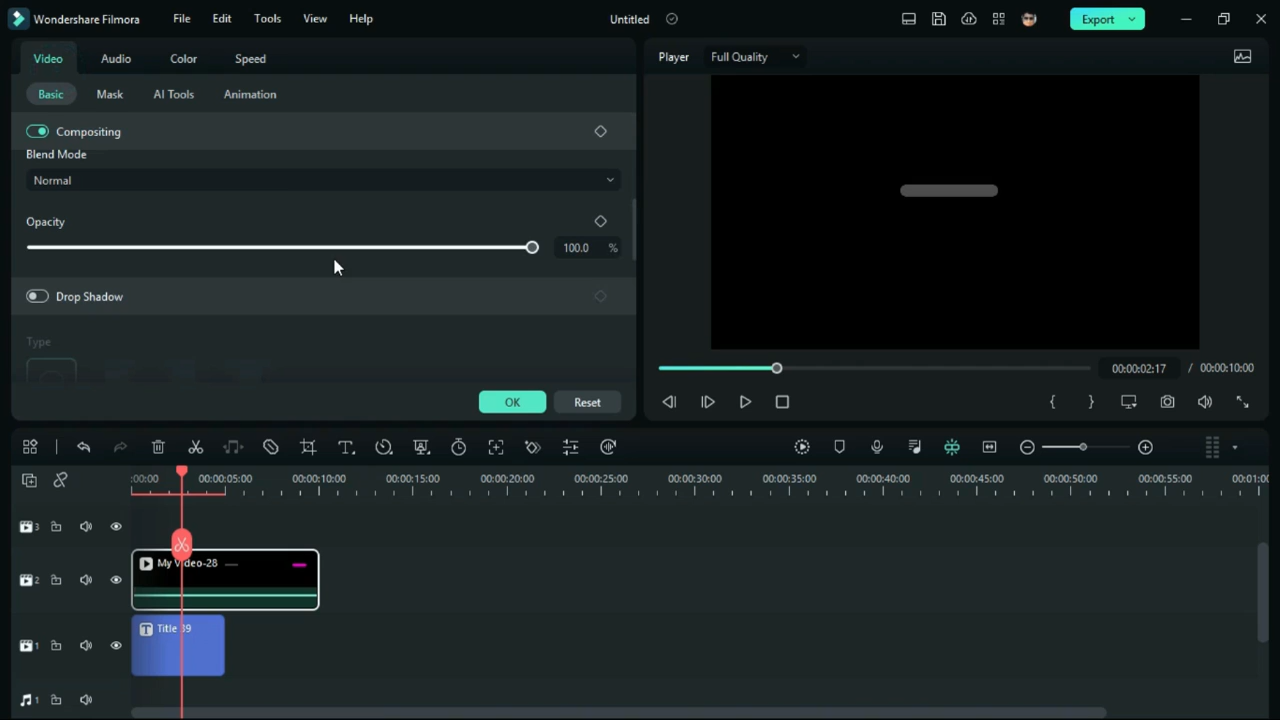 Wondershare Filmora File Edit Tools View Help Untitled Export
Video Audio Color Speed
Player Full Quality
Basic Mask AI Tools Animation
Compositing
Blend Mode
Normal
Opacity
100.0 %
Drop Shadow
Type
OK Reset
00:00:02:17 / 00:00:10:00
:00:00 00:00:05:00 00:00:10:00 00:00:15:00 00:00:20:00 00:00:25:00 00:00:30:00 00:00:35:00 00:00:40:00 00:00:45:00 00:00:50:00 00:00:55:00 00:01:0
3
My Video-28
2
Title 39
1
1